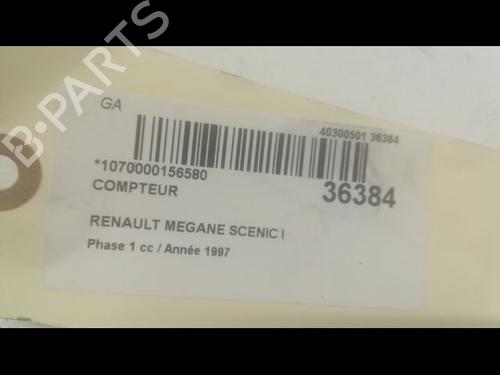 GA
40300501 36384
*1070000156580
36384
COMPTEUR
RENAULT MEGANE SCENIC I
Phase 1 cc / Année 1997
B-PARTS